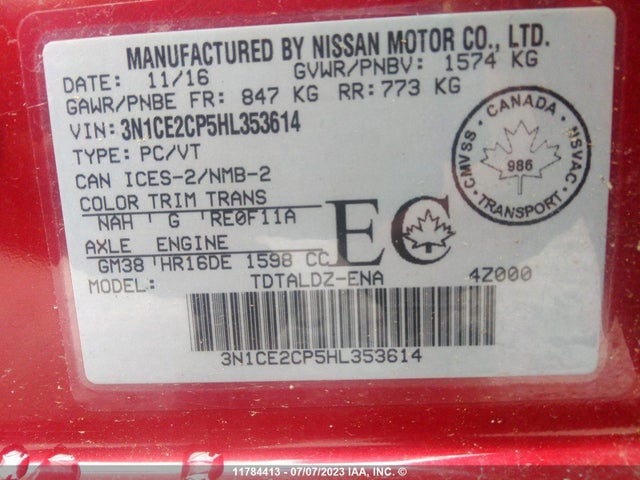 MANUFACTURED BY NISSAN MOTOR CO., LTD.
DATE: 11/16 GVWR/PNBV: 1574 KG
GAWR/PNBE FR: 847 KG RR: 773 KG
VIN: 3N1CE2CP5HL353614
TYPE: PC/VT
CAN ICES-2/NMB-2
COLOR TRIM TRANS
NAH G RE0F11A
AXLE ENGINE
GM38 HR16DE 1598 CC
MODEL: TDTALDZ-ENA 4Z000
EC
CANADA
CMVSS NSVAC
986
TRANSPORT
3N1CE2CP5HL353614
11784413 - 07/07/2023 IAA, INC. ©